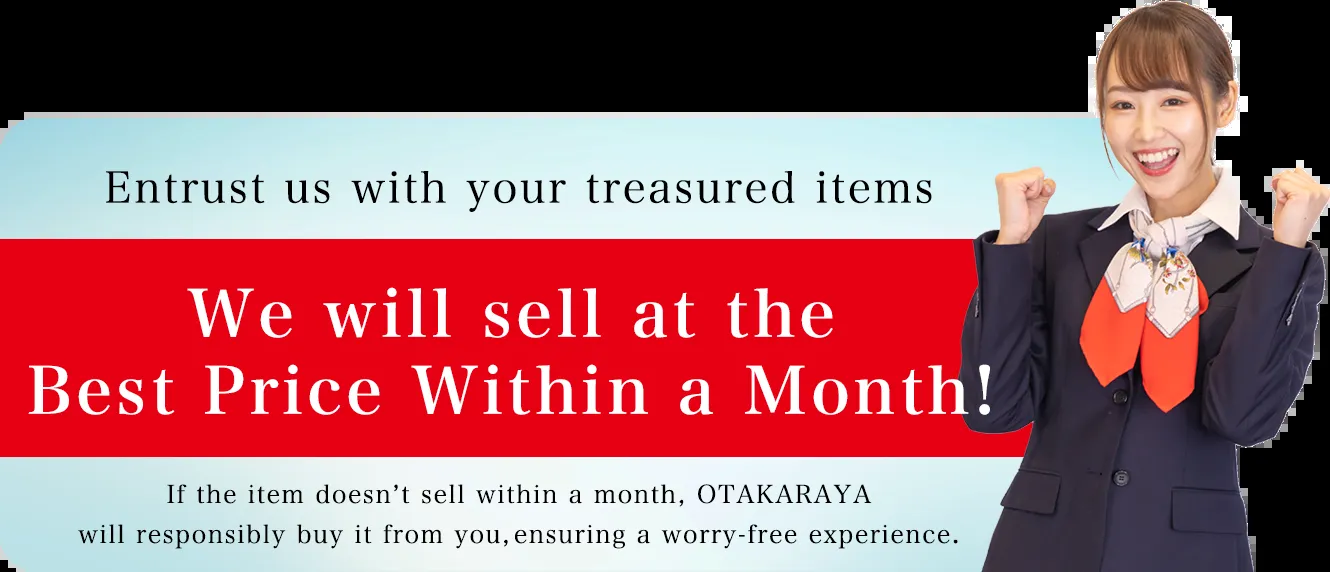 Entrust us with your treasured items
We will sell at the
Best Price Within a Month!
If the item doesn’t sell within a month, OTAKARAYA
will responsibly buy it from you,ensuring a worry-free experience.